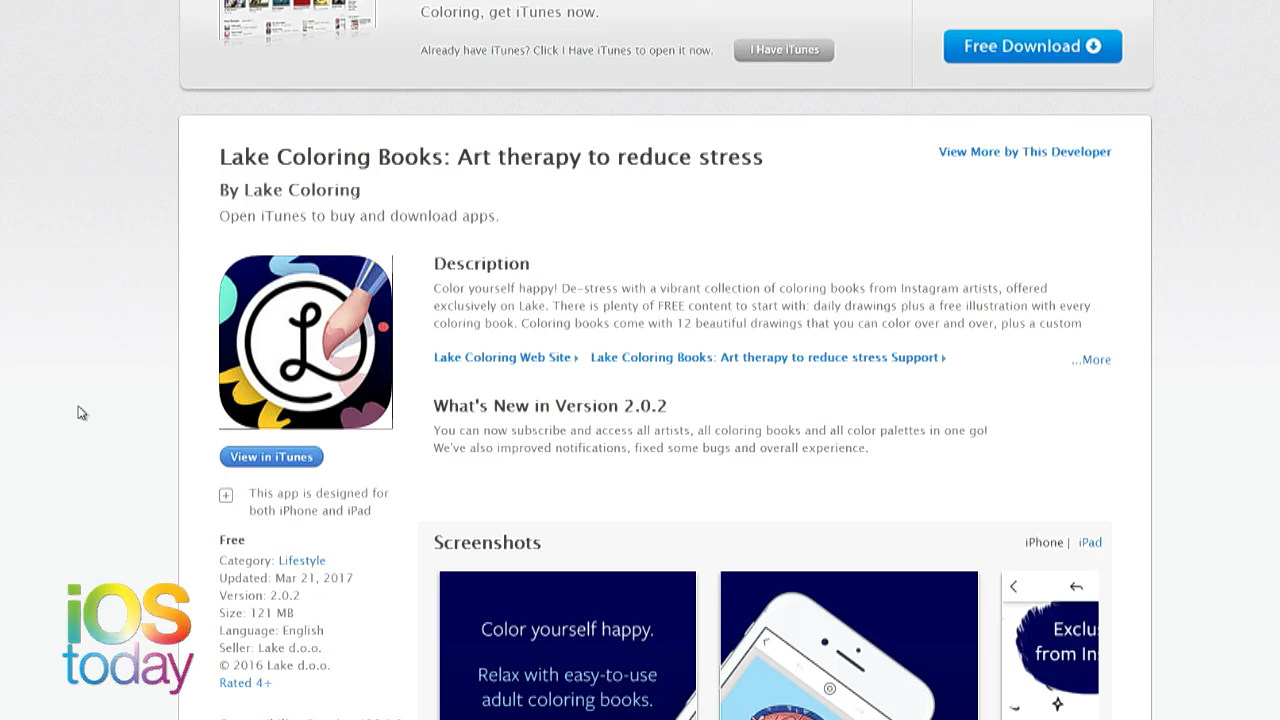 Coloring, get iTunes now.
Already have iTunes? Click I Have iTunes to open it now.
I Have iTunes
Free Download
Lake Coloring Books: Art therapy to reduce stress
View More by This Developer
By Lake Coloring
Open iTunes to buy and download apps.
L
Description
Color yourself happy! De-stress with a vibrant collection of coloring books from Instagram artists, offered
exclusively on Lake. There is plenty of FREE content to start with: daily drawings plus a free illustration with every
coloring book. Coloring books come with 12 beautiful drawings that you can color over and over, plus a custom
Lake Coloring Web Site
Lake Coloring Books: Art therapy to reduce stress Support
...More
What's New in Version 2.0.2
You can now subscribe and access all artists, all coloring books and all color palettes in one go!
We've also improved notifications, fixed some bugs and overall experience.
View in iTunes
This app is designed for
both iPhone and iPad
Free
Category: Lifestyle
Updated: Mar 21, 2017
Version: 2.0.2
Size: 121 MB
Language: English
Seller: Lake d.o.o.
© 2016 Lake d.o.o.
Rated 4+
Screenshots
iPhone | iPad
Color yourself happy.
Relax with easy-to-use
adult coloring books.
Exclu
from In
iOS
today